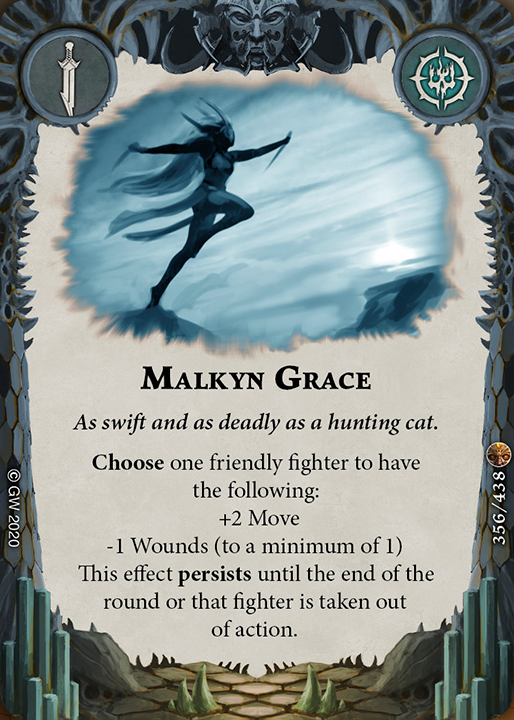 Malkyn Grace
As swift and as deadly as a hunting cat.
Choose one friendly fighter to have
the following:
+2 Move
-1 Wounds (to a minimum of 1)
This effect persists until the end of the
round or that fighter is taken out
of action.
© GW 2020
356/438